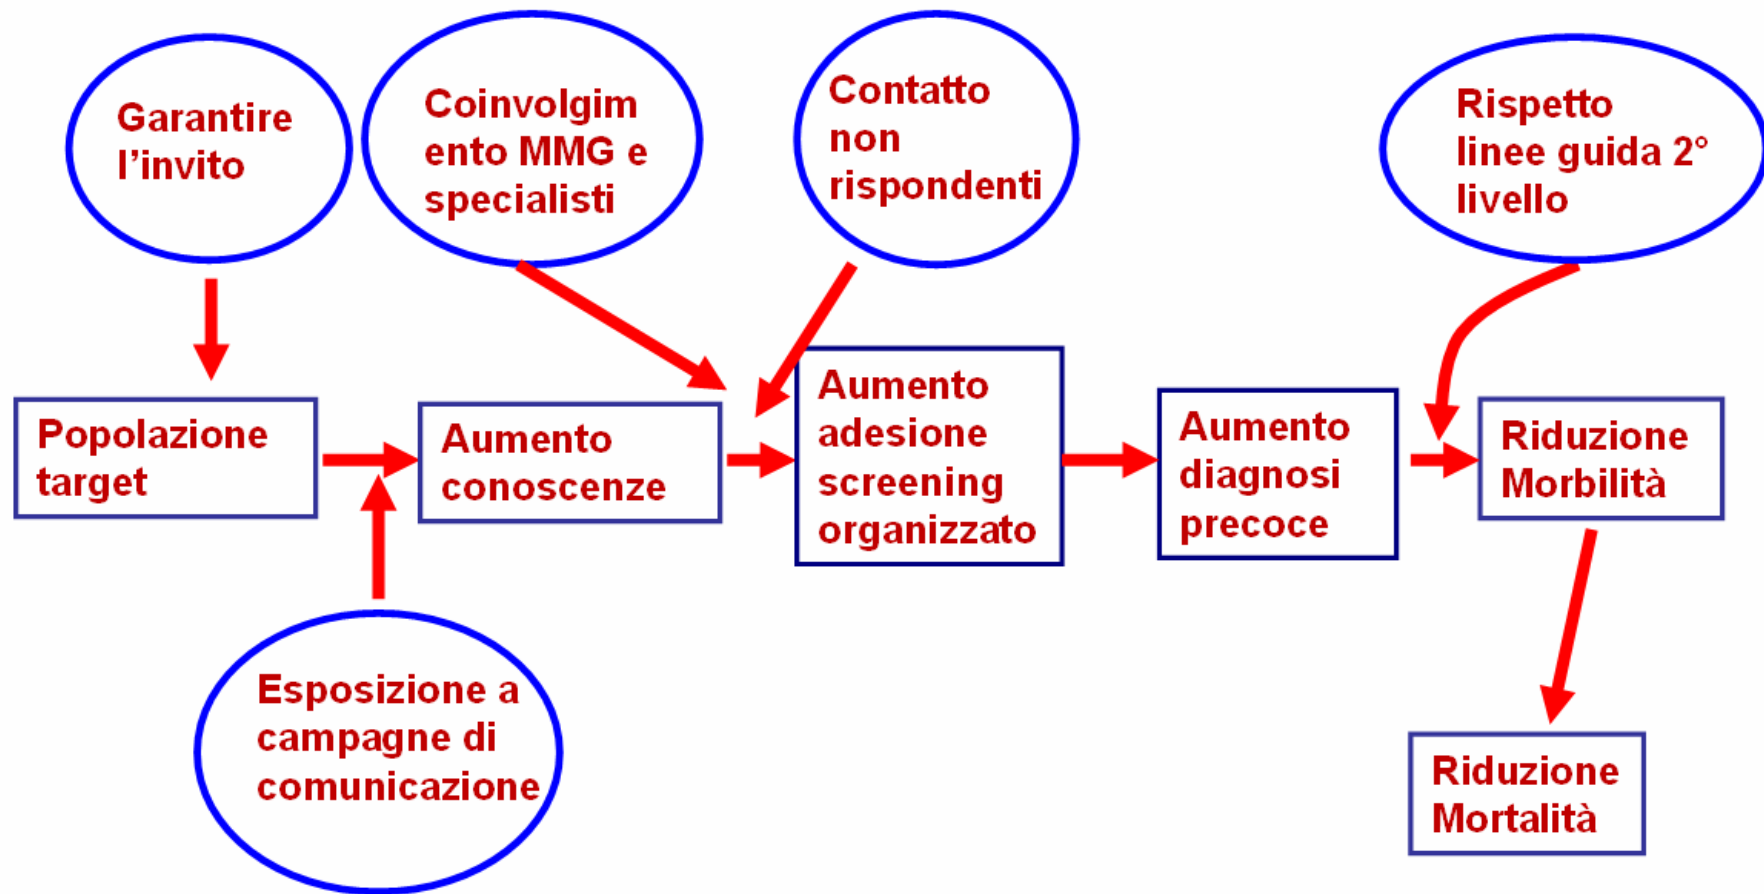 Garantire
l'invito
Coinvolgim
ento MMG e
specialisti
Contatto
non
rispondenti
Rispetto
linee guida 2°
livello
Popolazione
target
Aumento
conoscenze
Aumento
adesione
screening
organizzato
Aumento
diagnosi
precoce
Riduzione
Morbilità
Esposizione a
campagne di
comunicazione
Riduzione
Mortalità